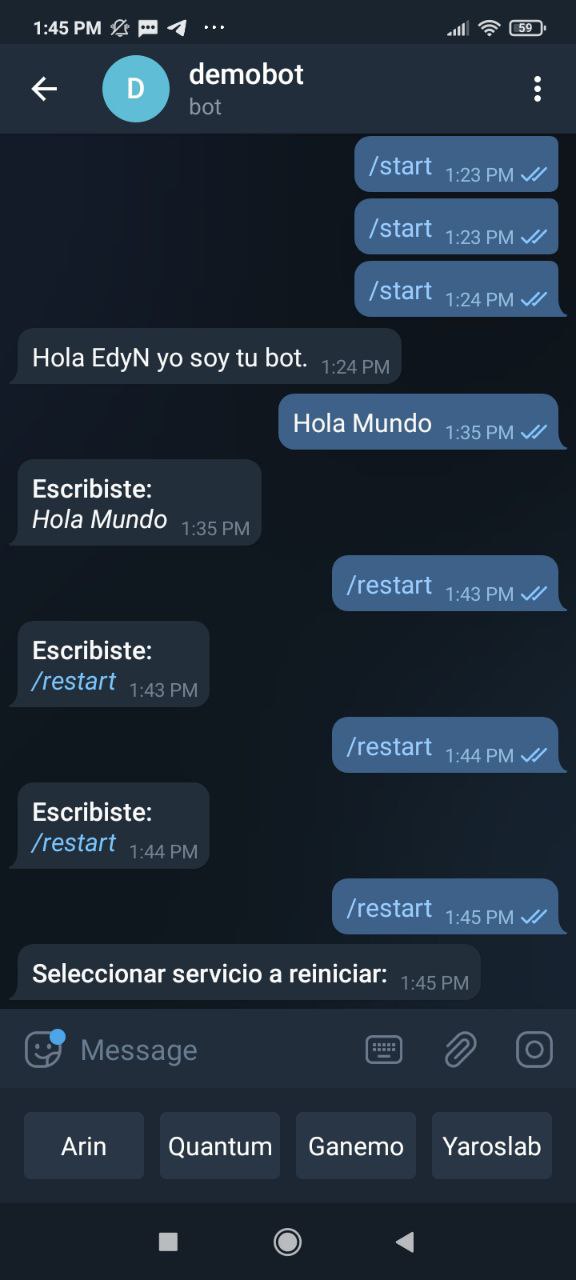 1:45 PM ...
59
D
demobot
bot
/start 1:23 PM
/start 1:23 PM
/start 1:24 PM
Hola EdyN yo soy tu bot. 1:24 PM
Hola Mundo 1:35 PM
Escribiste:
Hola Mundo 1:35 PM
/restart 1:43 PM
Escribiste:
/restart 1:43 PM
/restart 1:44 PM
Escribiste:
/restart 1:44 PM
/restart 1:45 PM
Seleccionar servicio a reiniciar: 1:45 PM
Message
Arin Quantum Ganemo Yaroslab